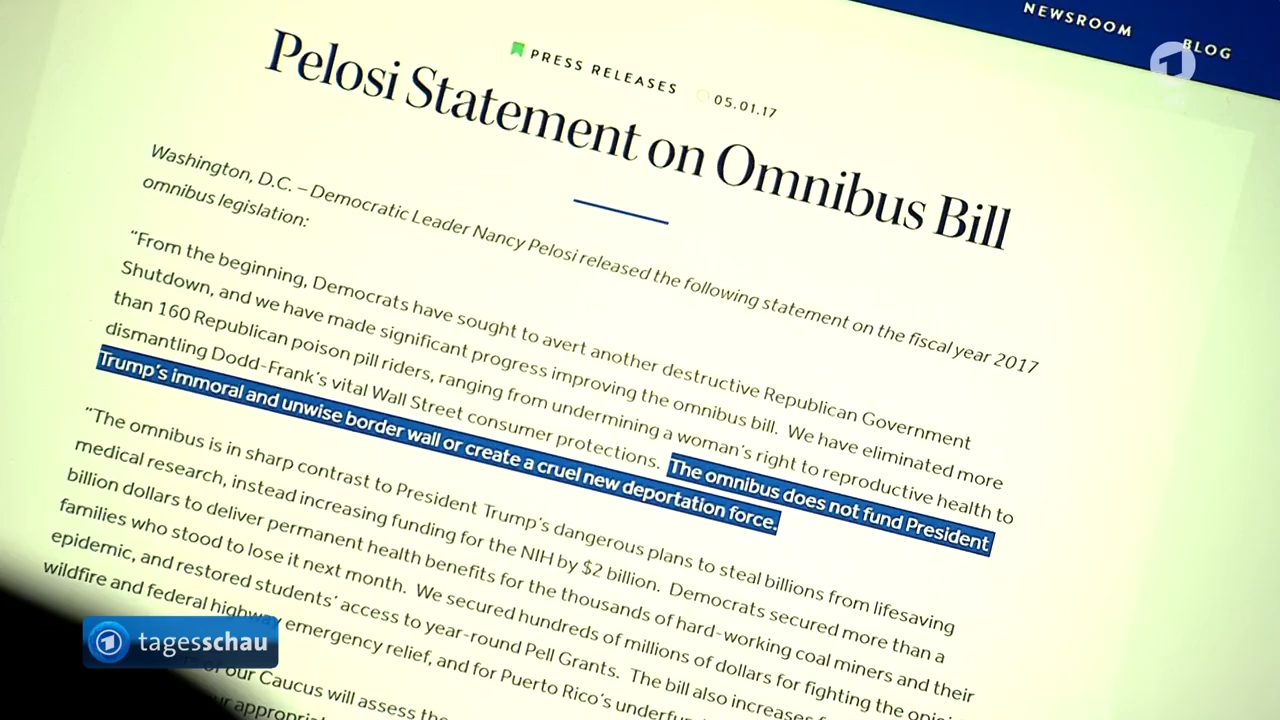 NEWSROOM
BLOG
1
PRESS RELEASES 05.01.17
Pelosi Statement on Omnibus Bill
Washington, D.C. – Democratic Leader Nancy Pelosi released the following statement on the fiscal year 2017
omnibus legislation:
“From the beginning, Democrats have sought to avert another destructive Republican Government
Shutdown, and we have made significant progress improving the omnibus bill. We have eliminated more
than 160 Republican poison pill riders, ranging from undermining a woman’s right to reproductive health to
dismantling Dodd-Frank’s vital Wall Street consumer protections. The omnibus does not fund President
Trump’s immoral and unwise border wall or create a cruel new deportation force.
“The omnibus is in sharp contrast to President Trump’s dangerous plans to steal billions from lifesaving
medical research, instead increasing funding for the NIH by $2 billion. Democrats secured more than a
billion dollars to deliver permanent health benefits for the thousands of hard-working coal miners and their
families who stood to lose it next month. We secured hundreds of millions of dollars for fighting the
epidemic, and restored students’ access to year-round Pell Grants. The bill also increases
wildfire and federal highway emergency relief, and for Puerto Rico’s
of our Caucus will assess the
1 tagesschau